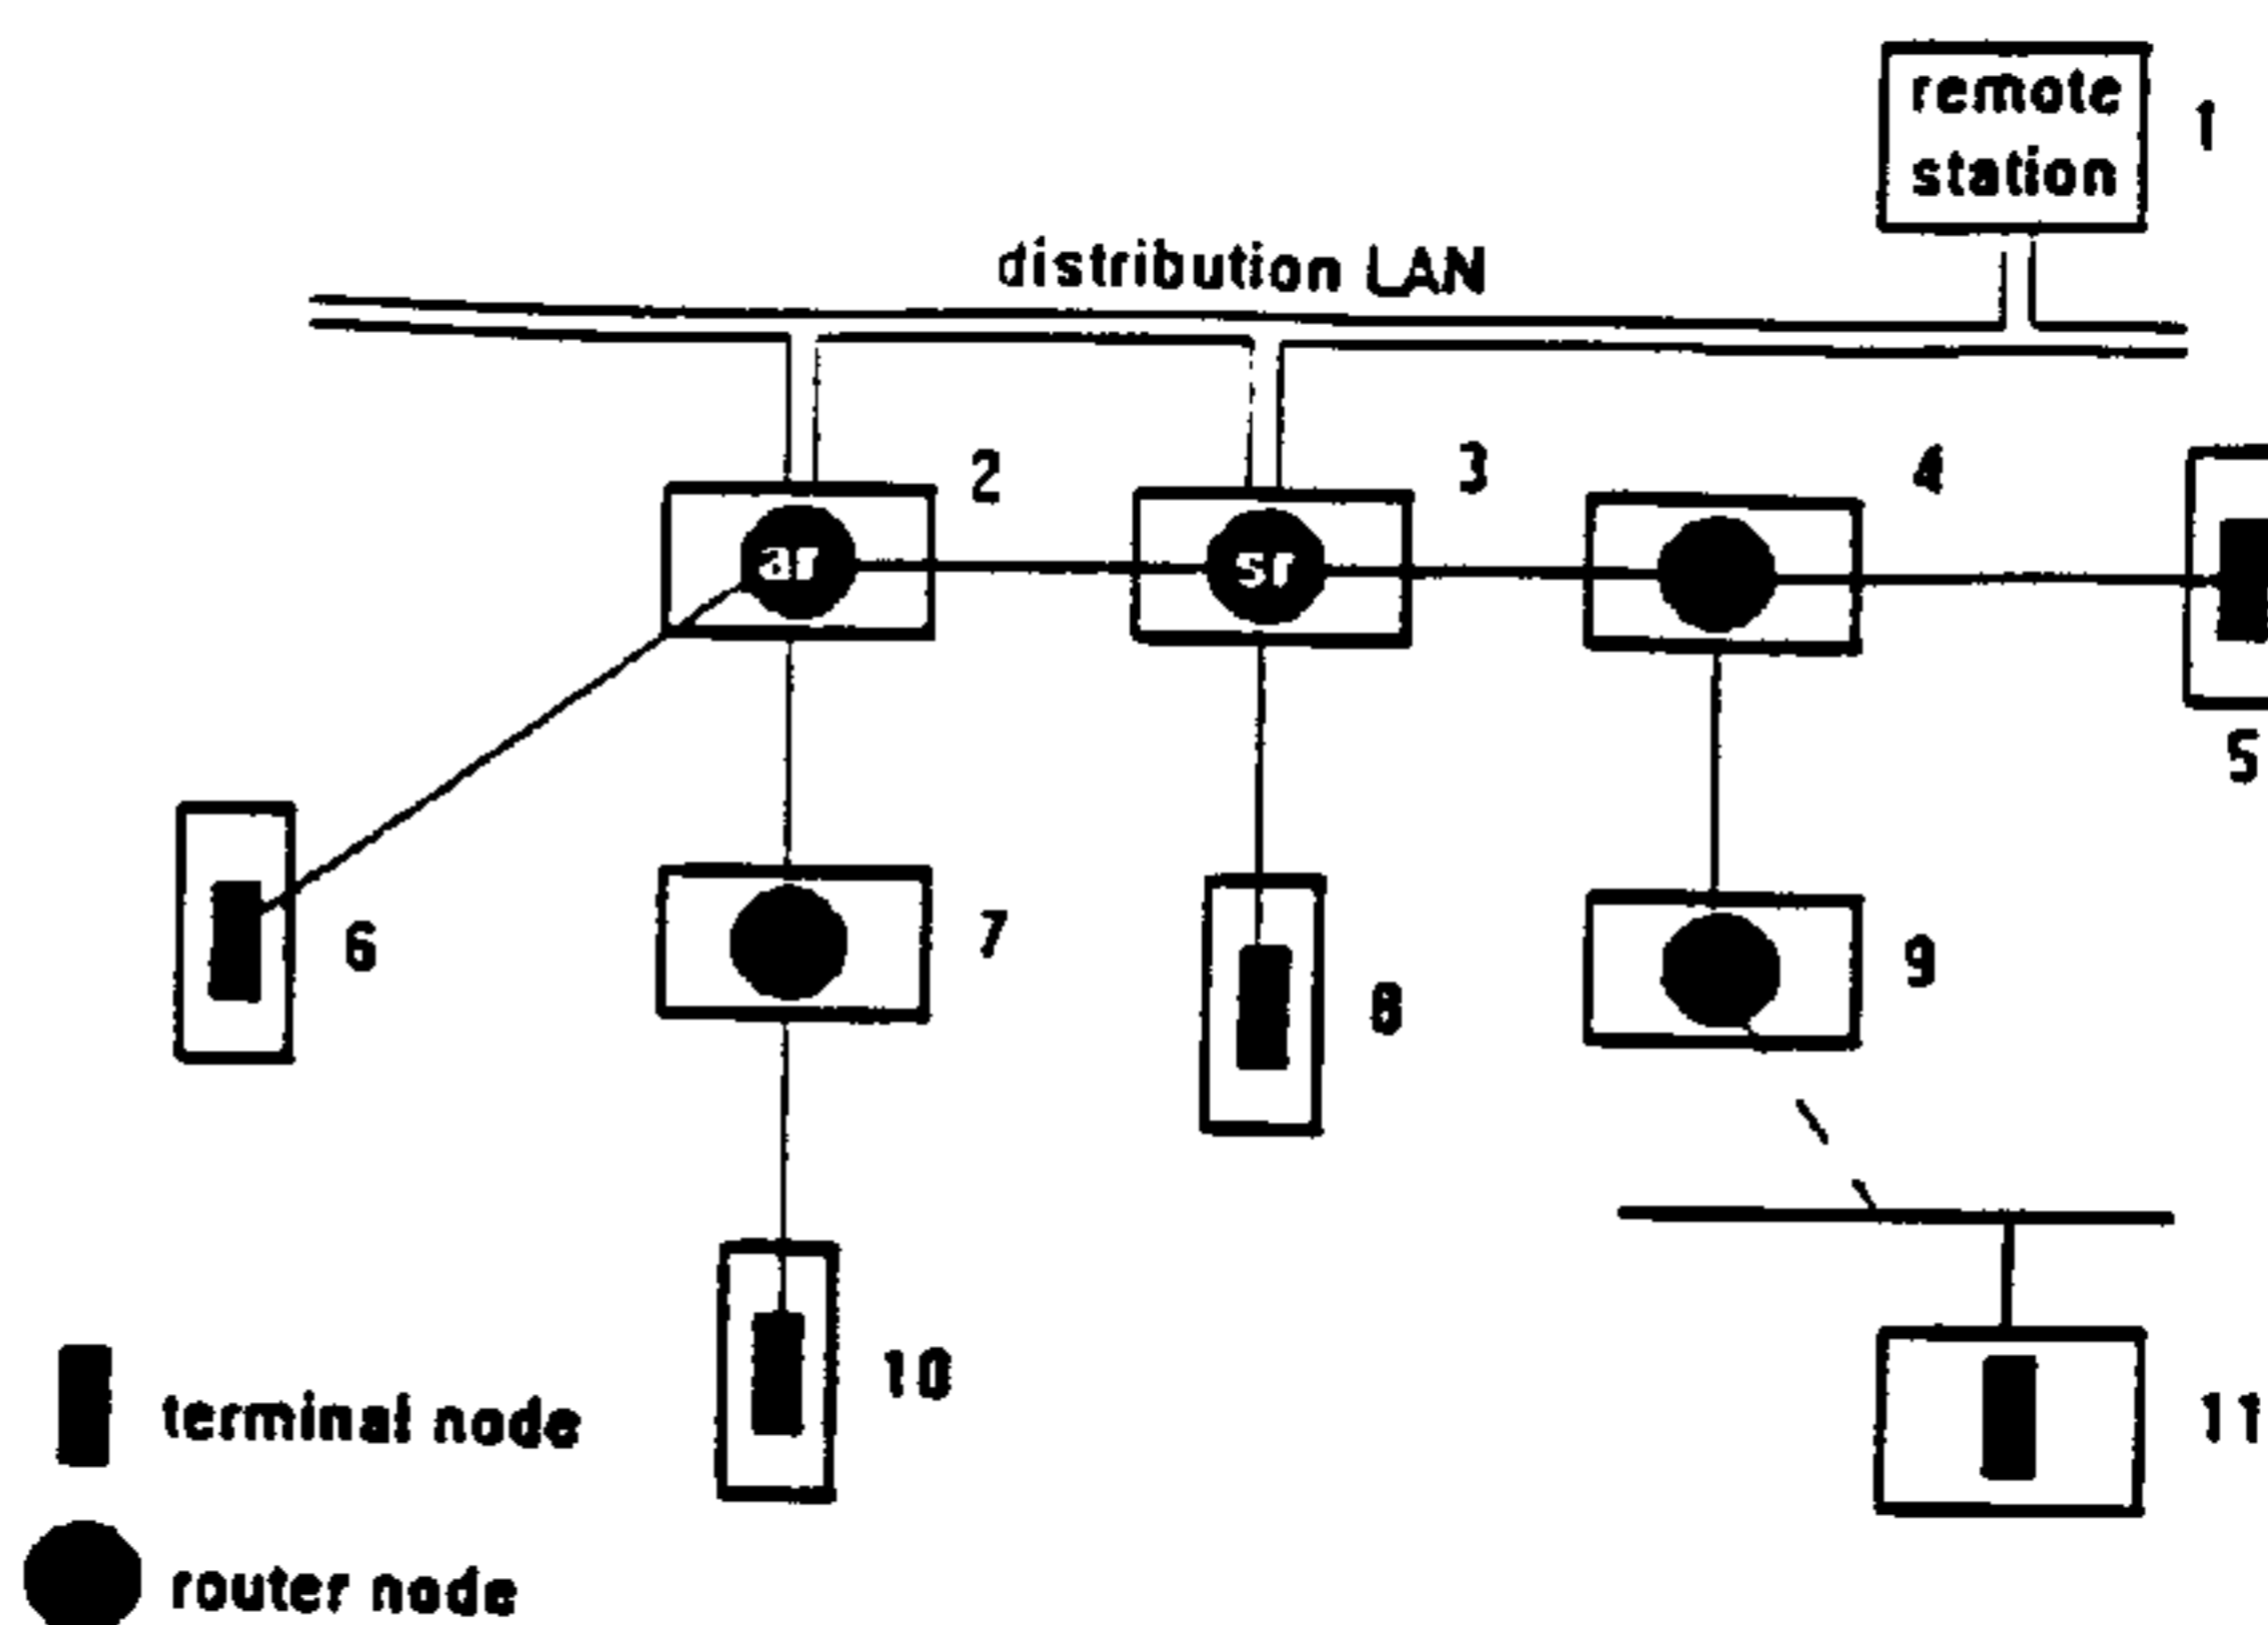 remote
station
1
distribution LAN
2
3
4
ar
sr
5
6
7
8
9
10
11
terminal node
router node